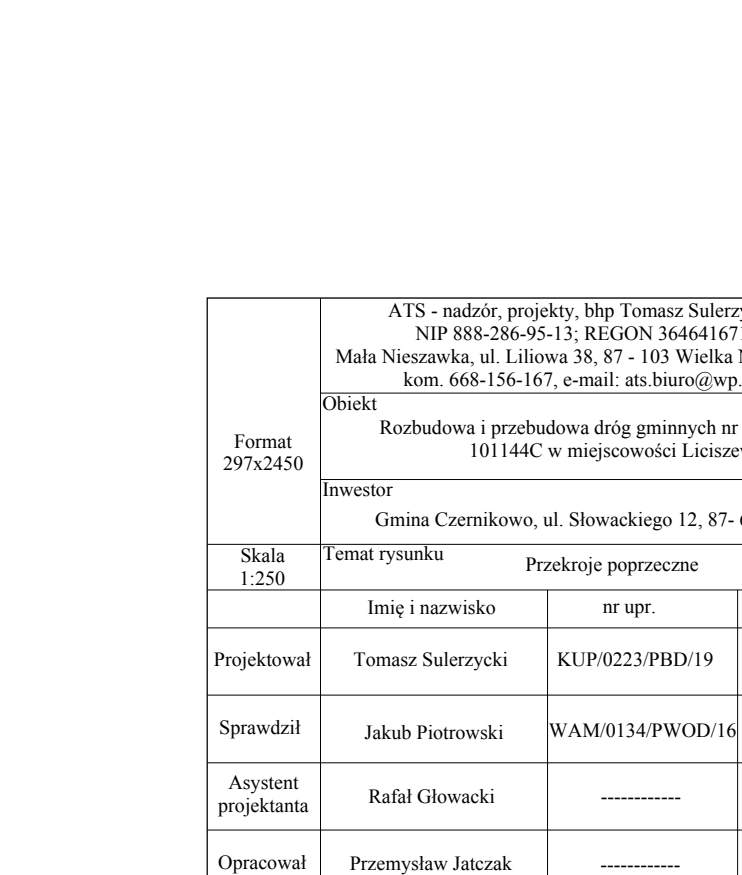 ATS - nadzór, projekty, bhp Tomasz
NIP 888-286-95-13; REGON
Mała Nieszawka, ul. Liliowa 38, 87 - 103 Wielka
kom. 668-156-167, e-mail: ats.biuro@wp.
Obiekt
Rozbudowa i przebudowa dróg gminnych nr
101144C w miejscowości
Format
297x2450
Inwestor
Gmina Czernikowo, ul. Słowackiego 12, 87-
Skala
1:250
Temat rysunku
Przekroje poprzeczne
Imię i nazwisko nr upr.
Projektował Tomasz Sulerzycki KUP/0223/PBD/19
Sprawdził Jakub Piotrowski WAM/0134/PWOD/16
Asystent
projektanta Rafał Głowacki ------------
Opracował Przemysław Jatczak ------------